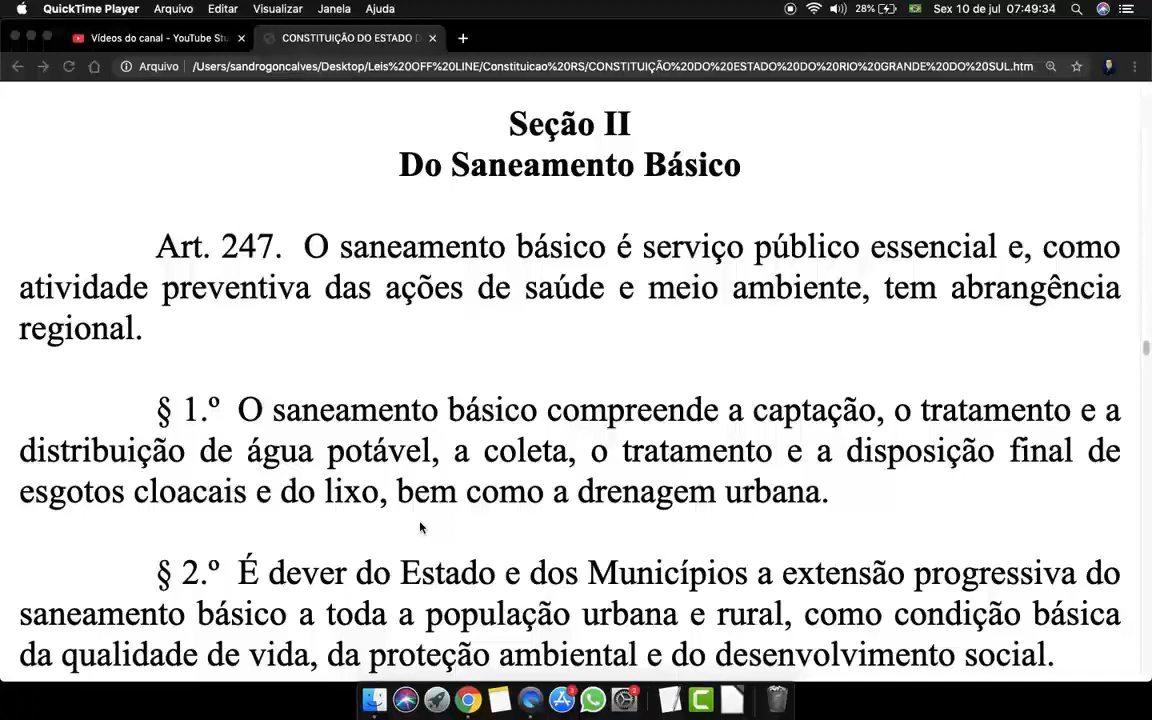 QuickTime Player Arquivo Editar Visualizar Janela Ajuda 28% Sex 10 de jul 07:49:34
Vídeos do canal - YouTube Stu × CONSTITUIÇÃO DO ESTADO D × +
Arquivo | /Users/sandrogoncalves/Desktop/Leis%20OFF%20LINE/Constituicao%20RS/CONSTITUIÇÃO%20DO%20ESTADO%20DO%20RIO%20GRANDE%20DO%20SUL.htm
Seção II
Do Saneamento Básico
Art. 247. O saneamento básico é serviço público essencial e, como
atividade preventiva das ações de saúde e meio ambiente, tem abrangência
regional.
§ 1.º O saneamento básico compreende a captação, o tratamento e a
distribuição de água potável, a coleta, o tratamento e a disposição final de
esgotos cloacais e do lixo, bem como a drenagem urbana.
§ 2.º É dever do Estado e dos Municípios a extensão progressiva do
saneamento básico a toda a população urbana e rural, como condição básica
da qualidade de vida, da proteção ambiental e do desenvolvimento social.